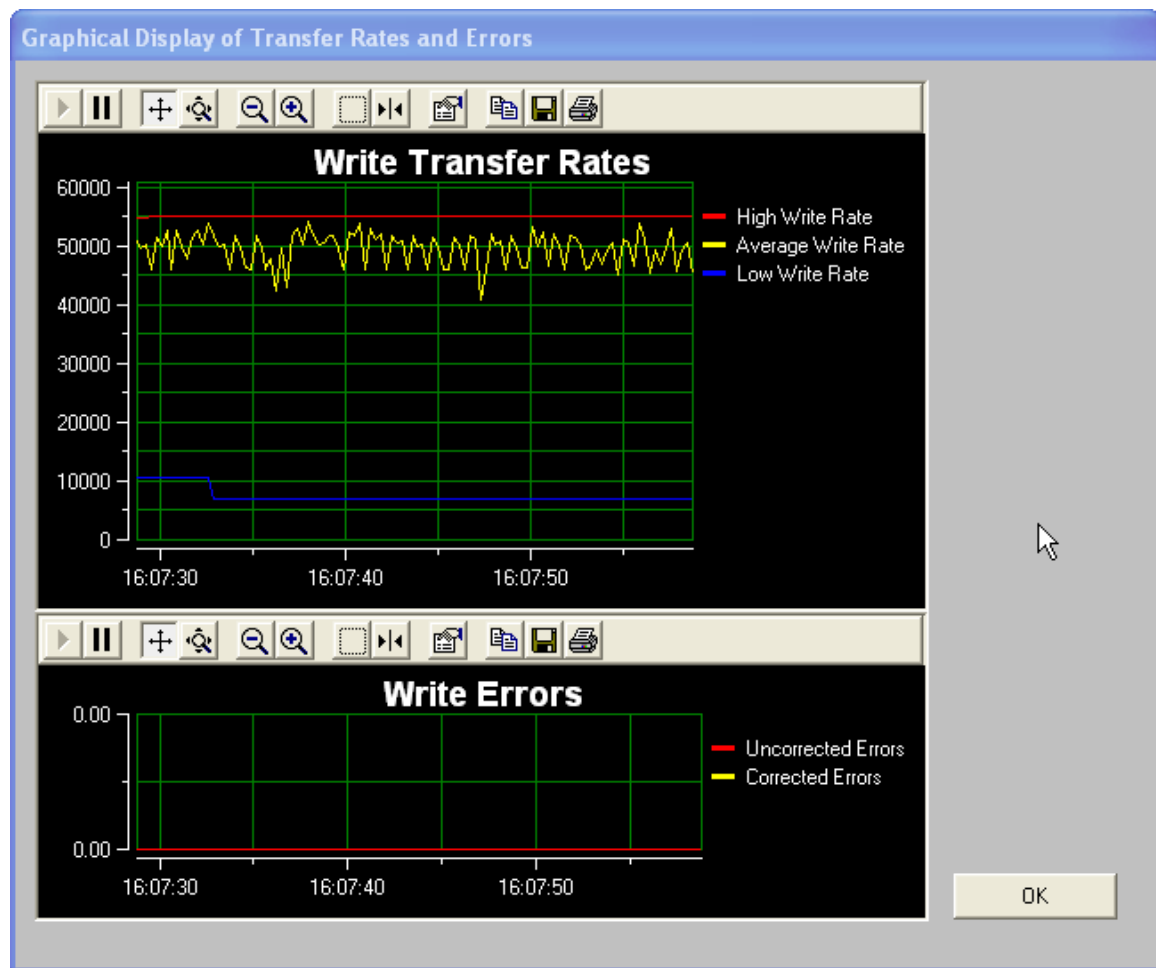 Graphical Display of Transfer Rates and Errors
Write Transfer Rates
60000
50000
40000
30000
20000
10000
0
High Write Rate
Average Write Rate
Low Write Rate
16:07:30 16:07:40 16:07:50
Write Errors
0.00
0.00
Uncorrected Errors
Corrected Errors
16:07:30 16:07:40 16:07:50
OK